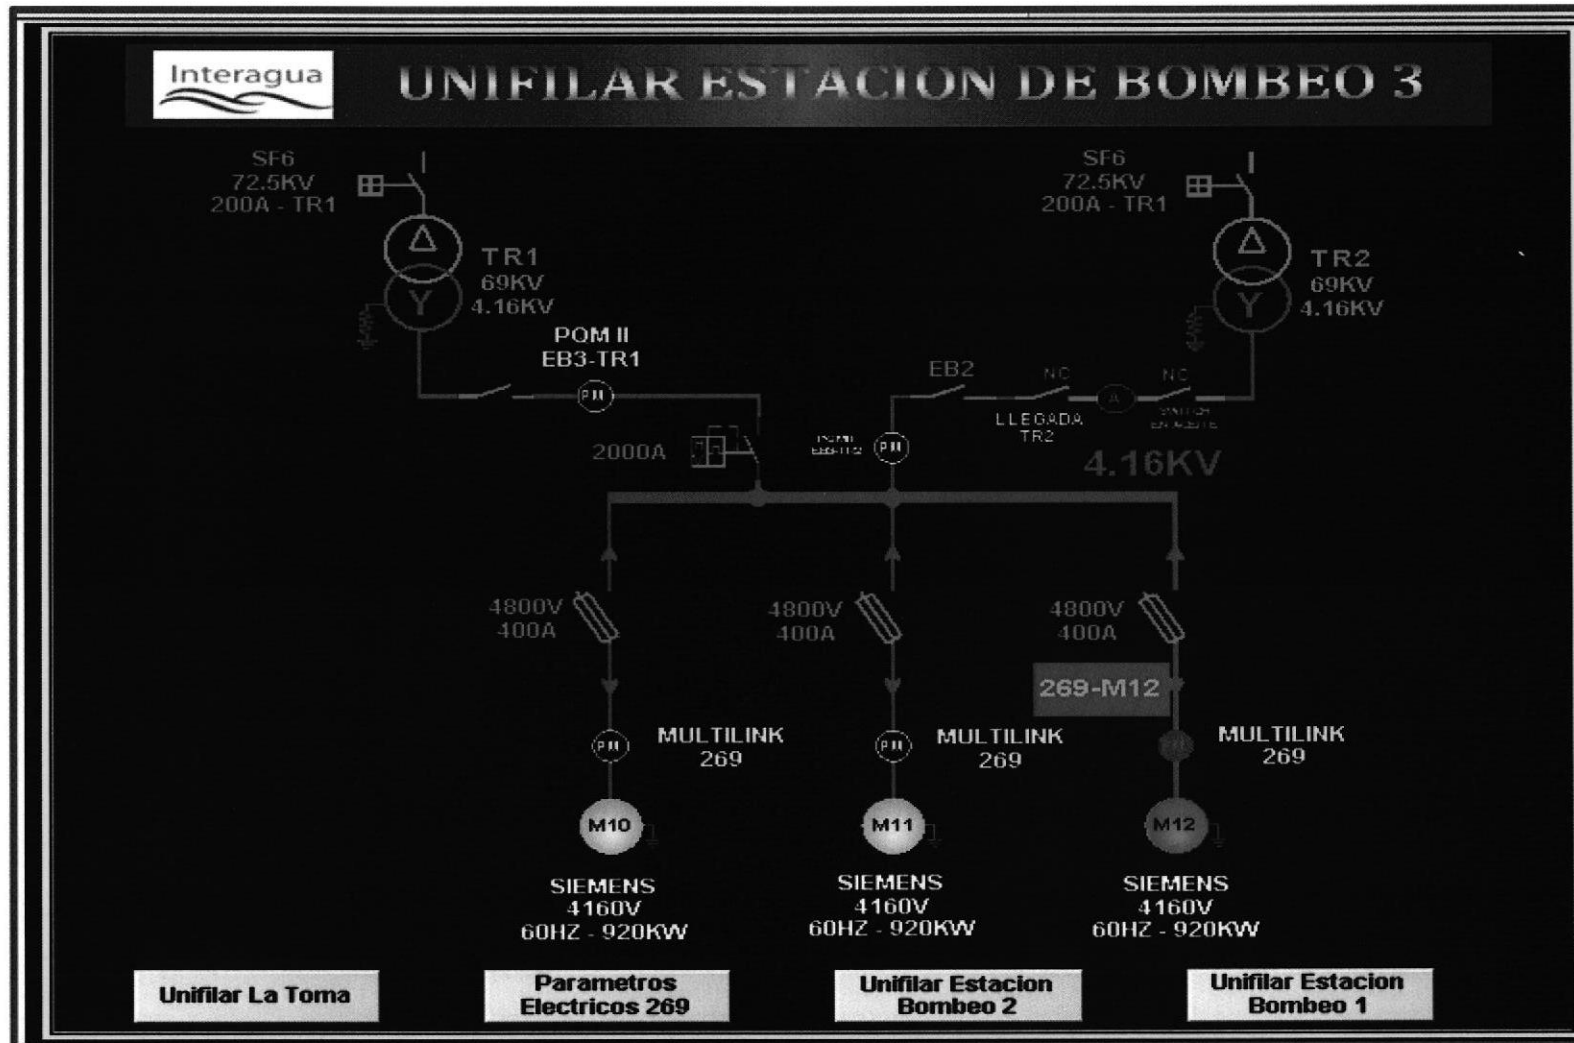 Interagua
UNIFILAR ESTACION DE BOMBEO 3
SF6
72.5KV
200A - TR1
SF6
72.5KV
200A - TR1
TR1
69KV
4.16KV
Y
TR2
69KV
4.16KV
Y
PQM II
EB3-TR1
EB2
NC
NC
A
LLEGADA
TR2
2000A
4.16KV
4800V
400A
4800V
400A
4800V
400A
269-M12
MULTILINK
269
MULTILINK
269
MULTILINK
269
M10
M11
M12
SIEMENS
4160V
60HZ - 920KW
SIEMENS
4160V
60HZ - 920KW
SIEMENS
4160V
60HZ - 920KW
Unifilar La Toma
Parametros
Electricos 269
Unifilar Estacion
Bombeo 2
Unifilar Estacion
Bombeo 1